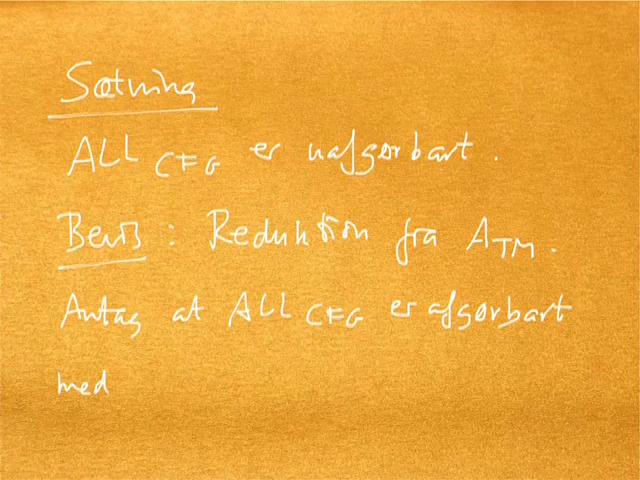 Sætning
ALL CFG er uafgørbart.
Bevis: Reduktion fra ATM.
Antag at ALL CFG er afgørbart
med